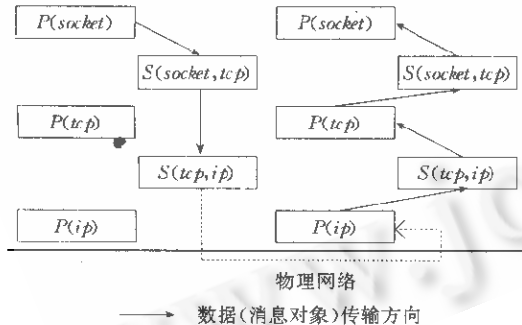 P(socket) P(socket)
S(socket,tcp) S(socket,tcp)
P(tcp) P(tcp)
S(tcp,ip) S(tcp,ip)
P(ip) P(ip)
物理网络
数据(消息对象)传输方向